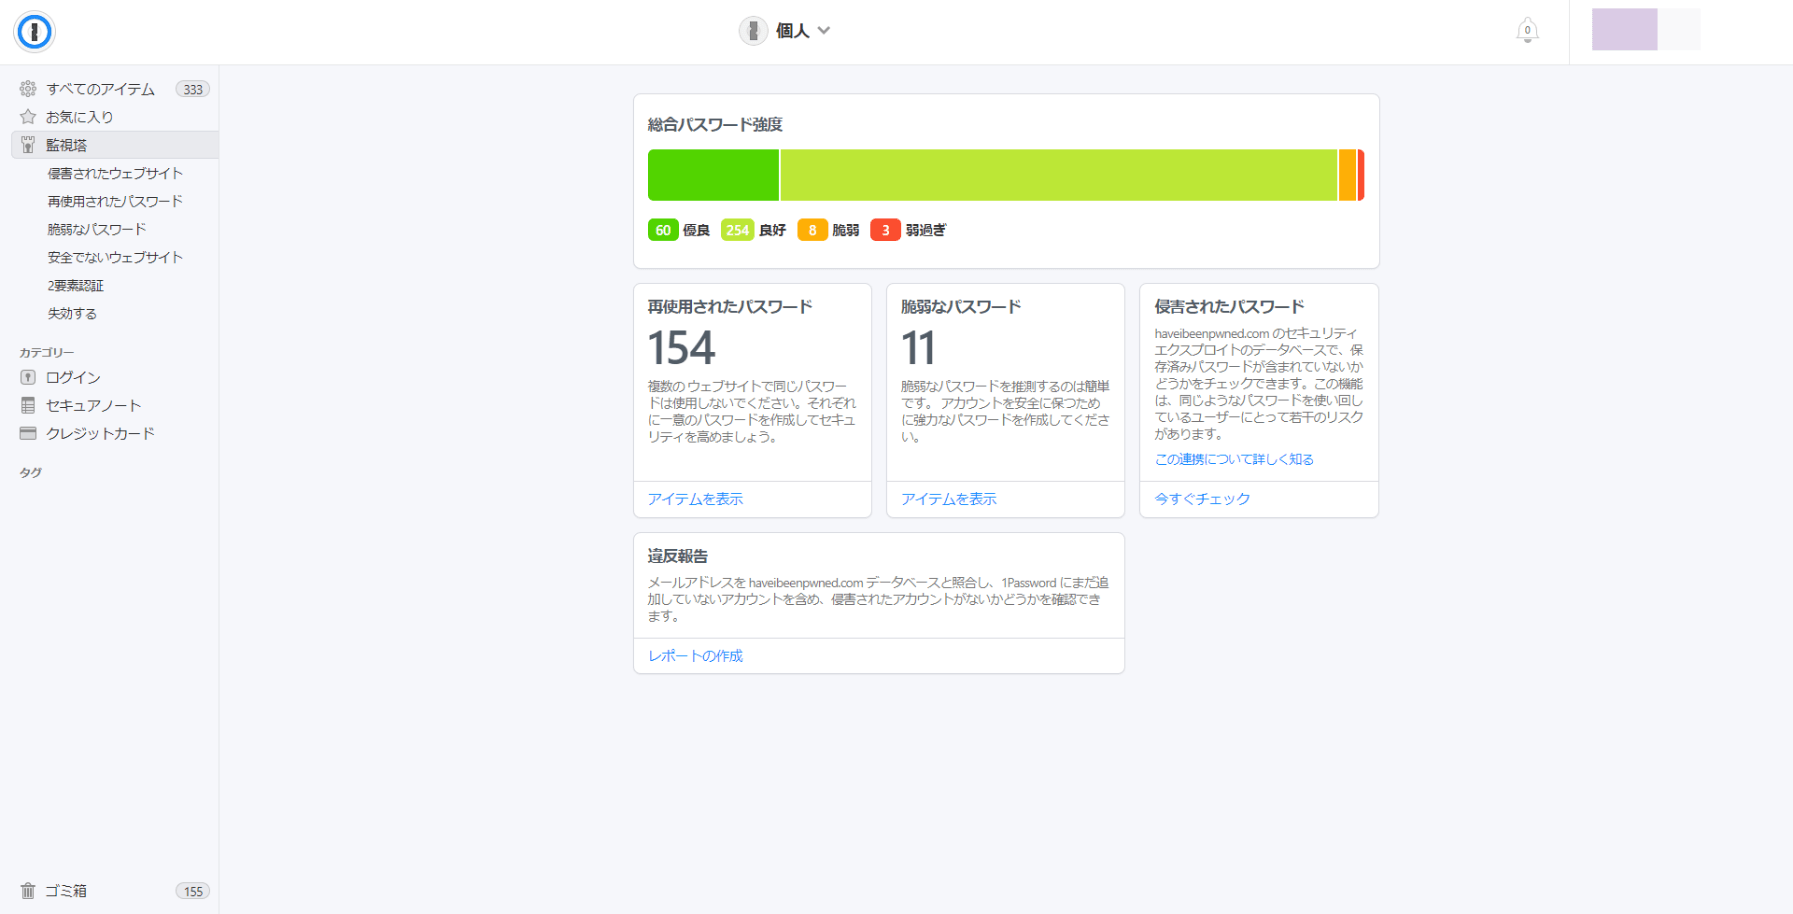 個人
0
すべてのアイテム 333
お気に入り
監視塔
侵害されたウェブサイト
再使用されたパスワード
脆弱なパスワード
安全でないウェブサイト
2要素認証
失効する
カテゴリー
ログイン
セキュアノート
クレジットカード
タグ
ゴミ箱 155
総合パスワード強度
60 優良 254 良好 8 脆弱 3 弱過ぎ
再使用されたパスワード
154
複数の ウェブサイトで同じパスワー
ドは使用しないでください。それぞれ
に一意のパスワードを作成してセキュ
リティを高めましょう。
アイテムを表示
脆弱なパスワード
11
脆弱なパスワードを推測するのは簡単
です。 アカウントを安全に保つため
に強力なパスワードを作成してくださ
い。
アイテムを表示
侵害されたパスワード
haveibeenpwned.com のセキュリティ
エクスプロイトのデータベースで、保
存済みパスワードが含まれていないか
どうかをチェックできます。この機能
は、同じようなパスワードを使い回し
ているユーザーにとって若干のリスク
があります。
この連携について詳しく知る
今すぐチェック
違反報告
メールアドレスを haveibeenpwned.com データベースと照合し、1Password にまだ追
加していないアカウントを含め、侵害されたアカウントがないかどうかを確認でき
ます。
レポートの作成